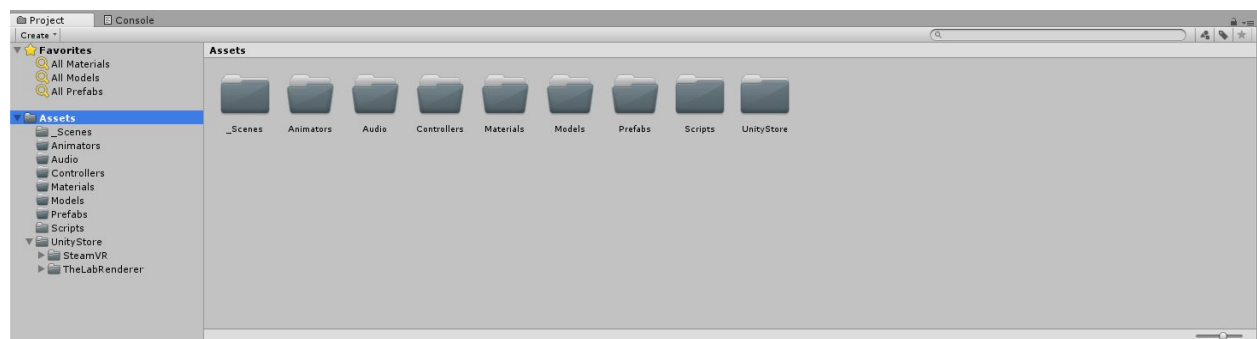 Project Console
Create
Favorites Assets
All Materials
All Models
All Prefabs
Assets
_Scenes
Animators
Audio
Controllers
Materials
Models
Prefabs
Scripts
UnityStore
SteamVR
TheLabRenderer
_Scenes Animators Audio Controllers Materials Models Prefabs Scripts UnityStore